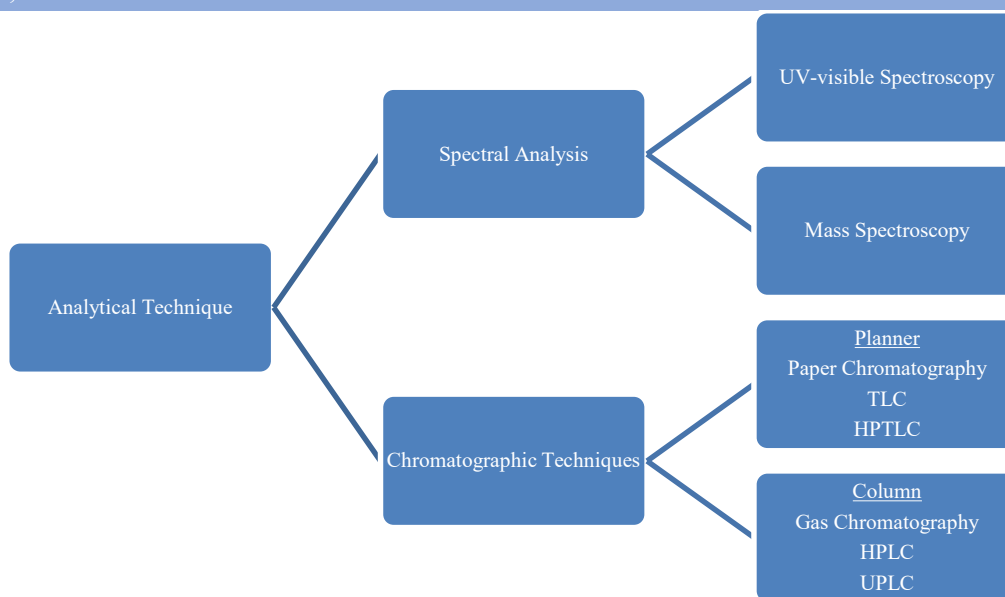 Analytical Technique
Spectral Analysis
UV-visible Spectroscopy
Mass Spectroscopy
Chromatographic Techniques
Planner
Paper Chromatography
TLC
HPTLC
Column
Gas Chromatography
HPLC
UPLC